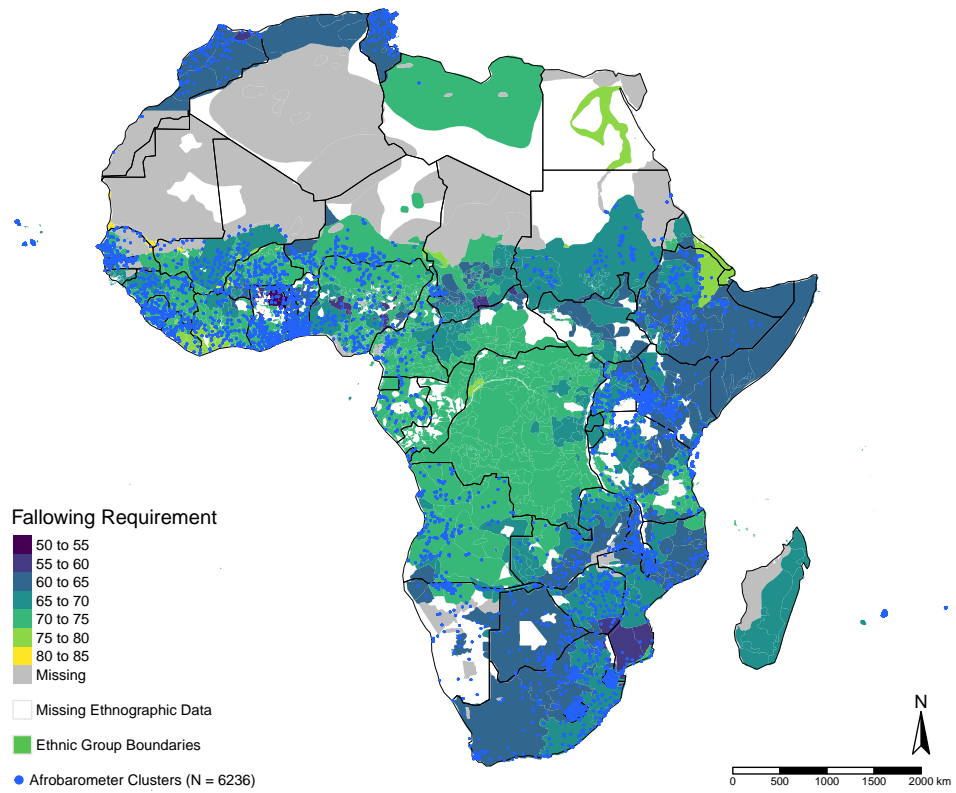 Fallowing Requirement
50 to 55
55 to 60
60 to 65
65 to 70
70 to 75
75 to 80
80 to 85
Missing
Missing Ethnographic Data
Ethnic Group Boundaries
Afrobarometer Clusters (N = 6236)
N
0 500 1000 1500 2000 km